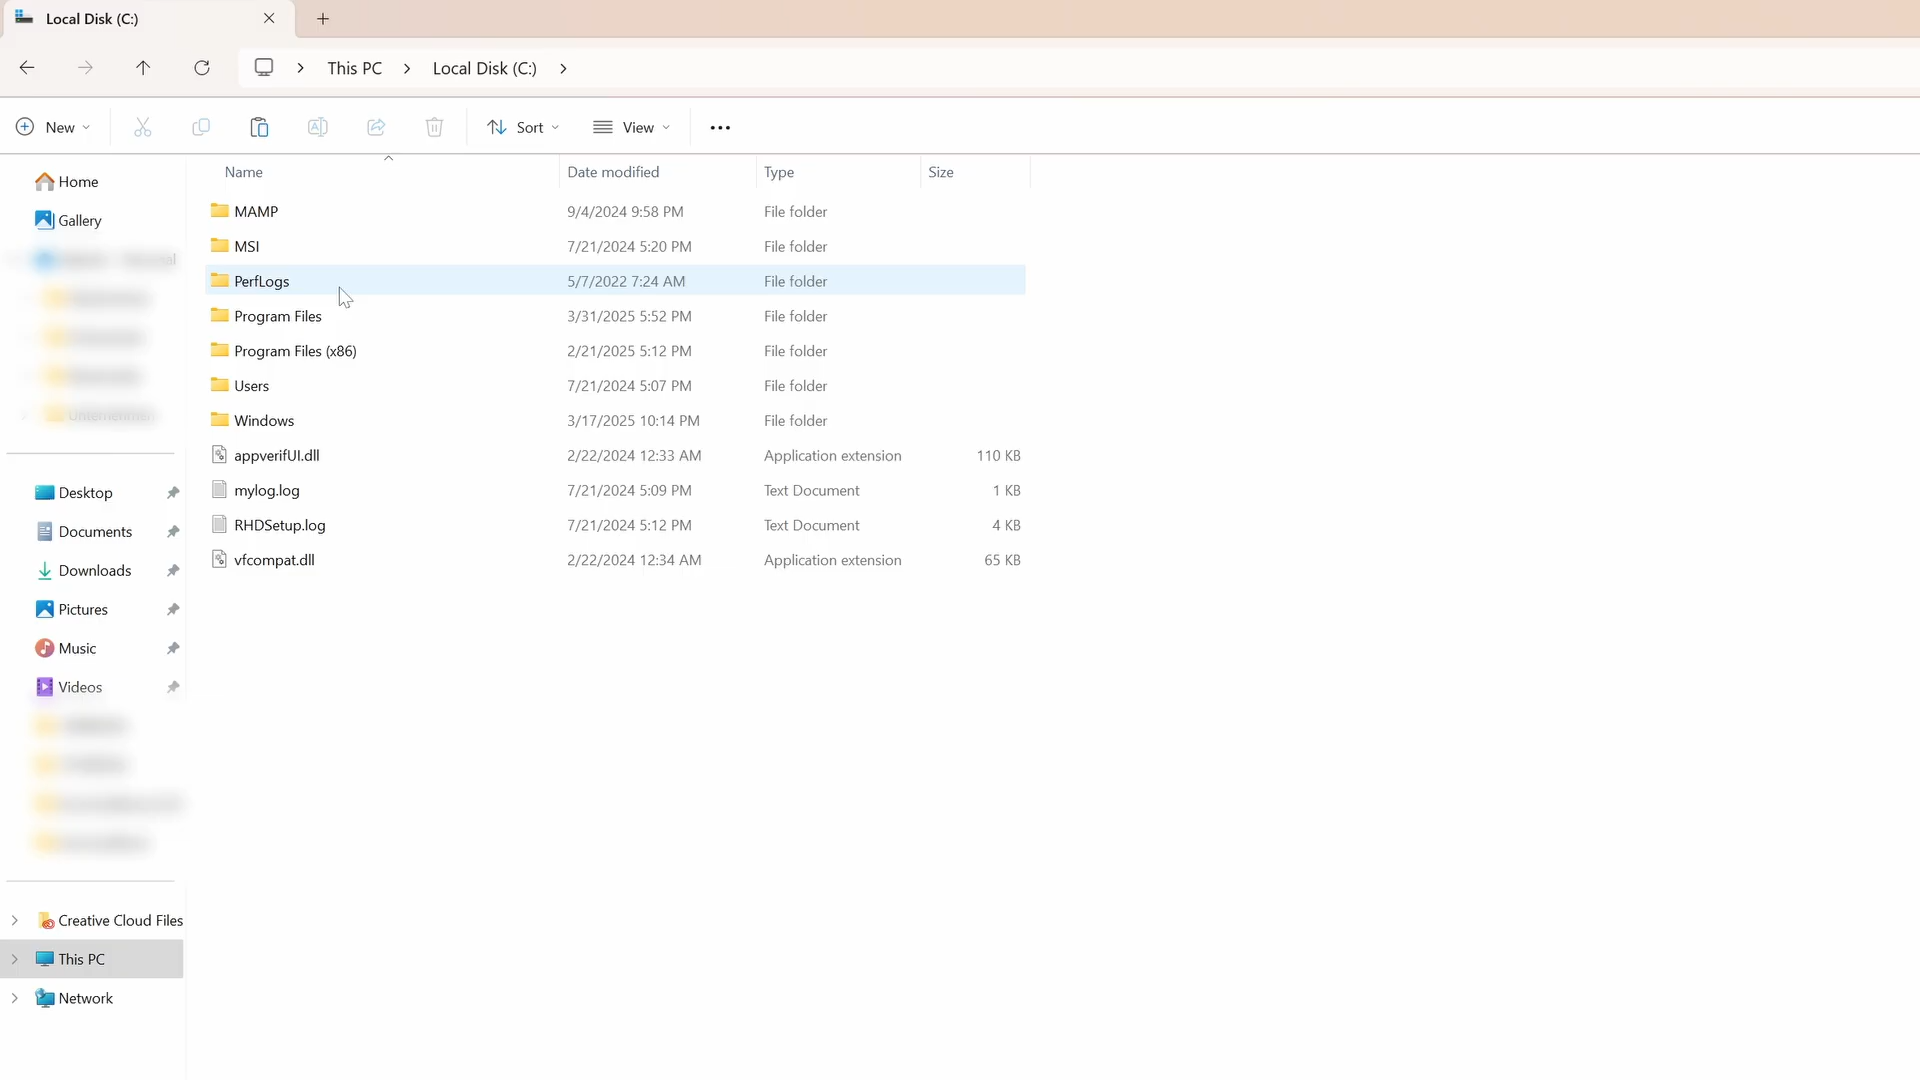 Local Disk (C:)
This PC > Local Disk (C:) >
New
Sort
View
Name Date modified Type Size
Home
Gallery
Desktop
Documents
Downloads
Pictures
Music
Videos
Creative Cloud Files
This PC
Network
MAMP 9/4/2024 9:58 PM File folder
MSI 7/21/2024 5:20 PM File folder
PerfLogs 5/7/2022 7:24 AM File folder
Program Files 3/31/2025 5:52 PM File folder
Program Files (x86) 2/21/2025 5:12 PM File folder
Users 7/21/2024 5:07 PM File folder
Windows 3/17/2025 10:14 PM File folder
appverifUI.dll 2/22/2024 12:33 AM Application extension 110 KB
mylog.log 7/21/2024 5:09 PM Text Document 1 KB
RHDSetup.log 7/21/2024 5:12 PM Text Document 4 KB
vfcompat.dll 2/22/2024 12:34 AM Application extension 65 KB